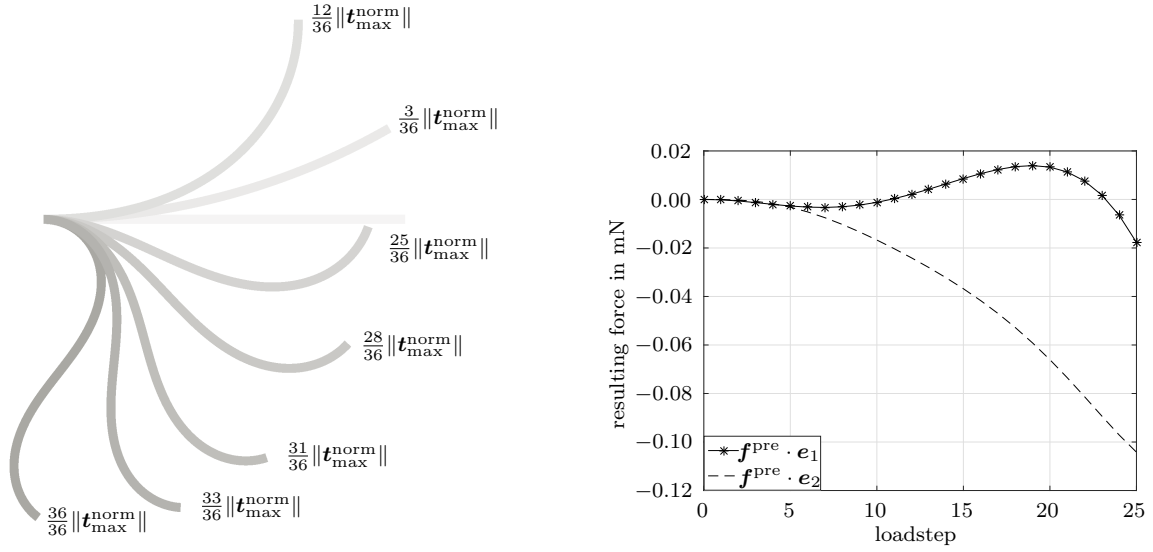 12/36 ‖t_max^norm‖
3/36 ‖t_max^norm‖
25/36 ‖t_max^norm‖
28/36 ‖t_max^norm‖
31/36 ‖t_max^norm‖
33/36 ‖t_max^norm‖
36/36 ‖t_max^norm‖
resulting force in mN
0.02
0.00
−0.02
−0.04
−0.06
−0.08
−0.10
−0.12
f^pre · e_1
f^pre · e_2
0 5 10 15 20 25
loadstep